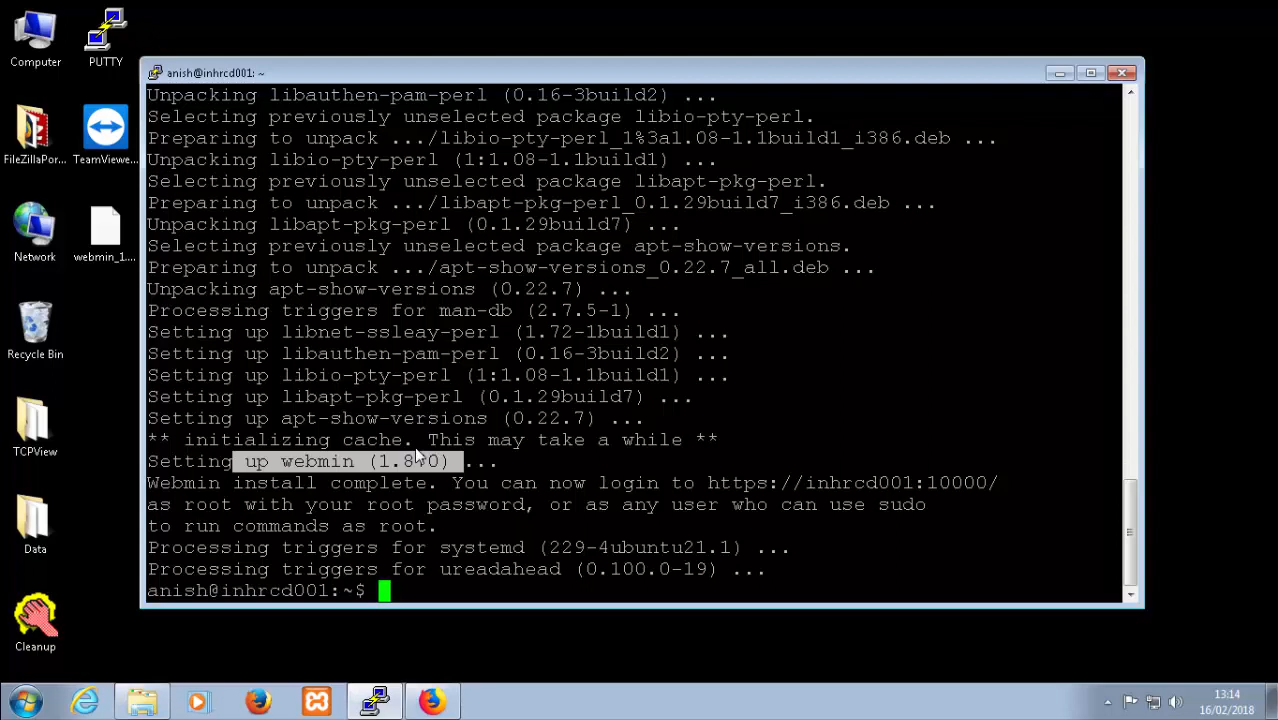 Computer
PUTTY
FileZillaPor...
TeamViewe...
Network
webmin_1....
Recycle Bin
TCPView
Data
Cleanup
anish@inhrcd001: ~
Unpacking libauthen-pam-perl (0.16-3build2) ...
Selecting previously unselected package libio-pty-perl.
Preparing to unpack .../libio-pty-perl_1%3a1.08-1.1build1_i386.deb ...
Unpacking libio-pty-perl (1:1.08-1.1build1) ...
Selecting previously unselected package libapt-pkg-perl.
Preparing to unpack .../libapt-pkg-perl_0.1.29build7_i386.deb ...
Unpacking libapt-pkg-perl (0.1.29build7) ...
Selecting previously unselected package apt-show-versions.
Preparing to unpack .../apt-show-versions_0.22.7_all.deb ...
Unpacking apt-show-versions (0.22.7) ...
Processing triggers for man-db (2.7.5-1) ...
Setting up libnet-ssleay-perl (1.72-1build1) ...
Setting up libauthen-pam-perl (0.16-3build2) ...
Setting up libio-pty-perl (1:1.08-1.1build1) ...
Setting up libapt-pkg-perl (0.1.29build7) ...
Setting up apt-show-versions (0.22.7) ...
** initializing cache. This may take a while **
Setting up webmin ...
Webmin install complete. You can now login to https://inhrcd001:10000/
as root with your root password, or as any user who can use sudo
to run commands as root.
Processing triggers for systemd (229-4ubuntu21.1) ...
Processing triggers for ureadahead (0.100.0-19) ...
anish@inhrcd001:~$
13:14
16/02/2018